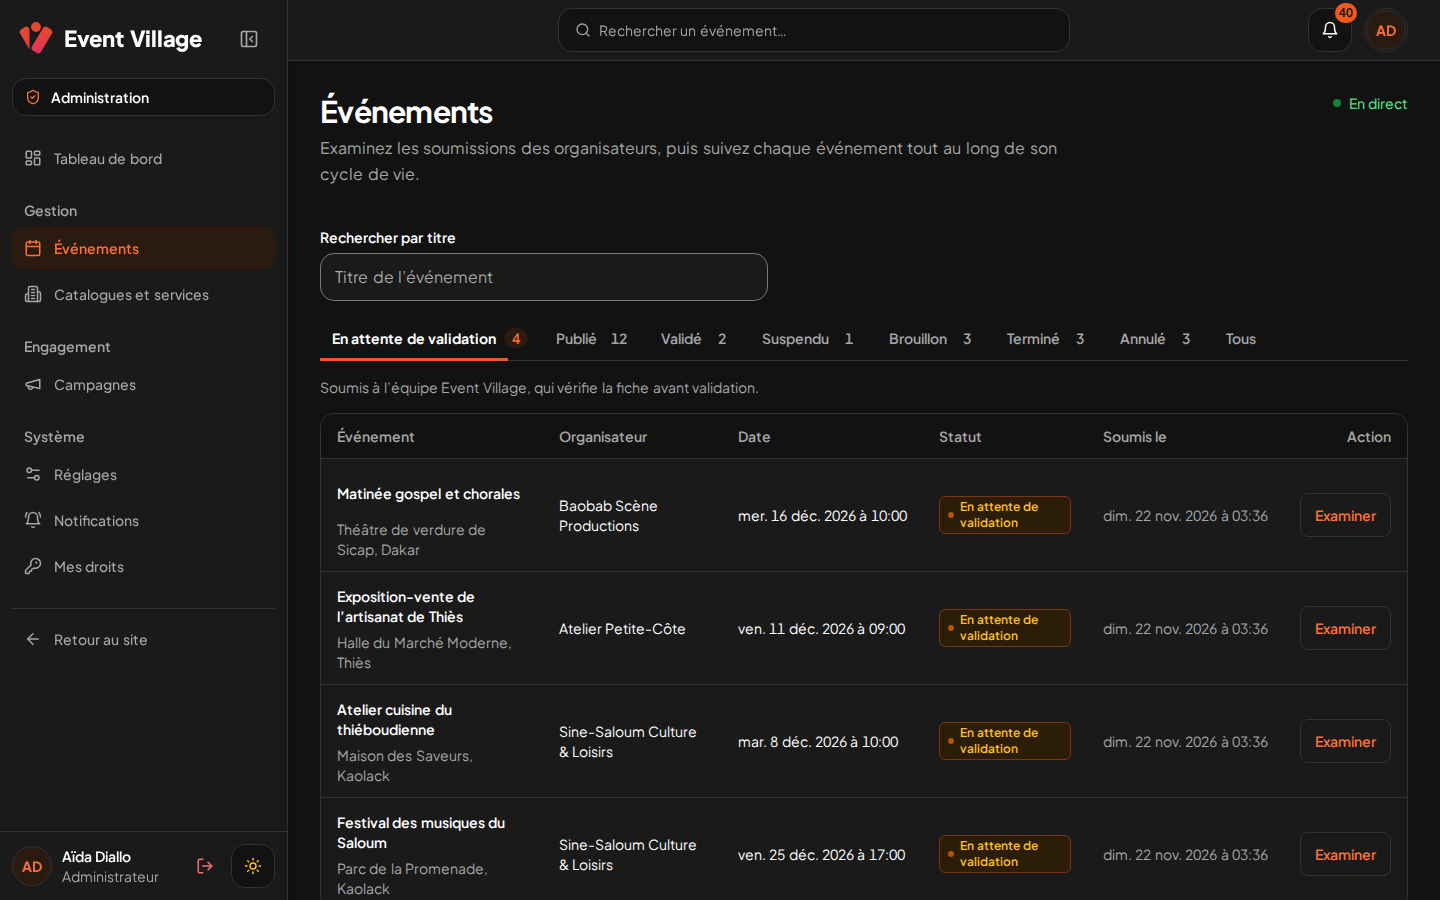 Event Village
Rechercher un événement...
40
AD
Administration
Tableau de bord
Gestion
Événements
Catalogues et services
Engagement
Campagnes
Système
Réglages
Notifications
Mes droits
Retour au site
AD
Aïda Diallo
Administrateur
Événements
En direct
Examinez les soumissions des organisateurs, puis suivez chaque événement tout au long de son
cycle de vie.
Rechercher par titre
Titre de l'événement
En attente de validation 4 Publié 12 Validé 2 Suspendu 1 Brouillon 3 Terminé 3 Annulé 3 Tous
Soumis à l'équipe Event Village, qui vérifie la fiche avant validation.
Événement Organisateur Date Statut Soumis le Action
Matinée gospel et chorales
Théâtre de verdure de
Sicap, Dakar
Baobab Scène
Productions
mer. 16 déc. 2026 à 10:00
En attente de
validation
dim. 22 nov. 2026 à 03:36
Examiner
Exposition-vente de
l'artisanat de Thiès
Halle du Marché Moderne,
Thiès
Atelier Petite-Côte
ven. 11 déc. 2026 à 09:00
En attente de
validation
dim. 22 nov. 2026 à 03:36
Examiner
Atelier cuisine du
thiéboudienne
Maison des Saveurs,
Kaolack
Sine-Saloum Culture
& Loisirs
mar. 8 déc. 2026 à 10:00
En attente de
validation
dim. 22 nov. 2026 à 03:36
Examiner
Festival des musiques du
Saloum
Parc de la Promenade,
Kaolack
Sine-Saloum Culture
& Loisirs
ven. 25 déc. 2026 à 17:00
En attente de
validation
dim. 22 nov. 2026 à 03:36
Examiner